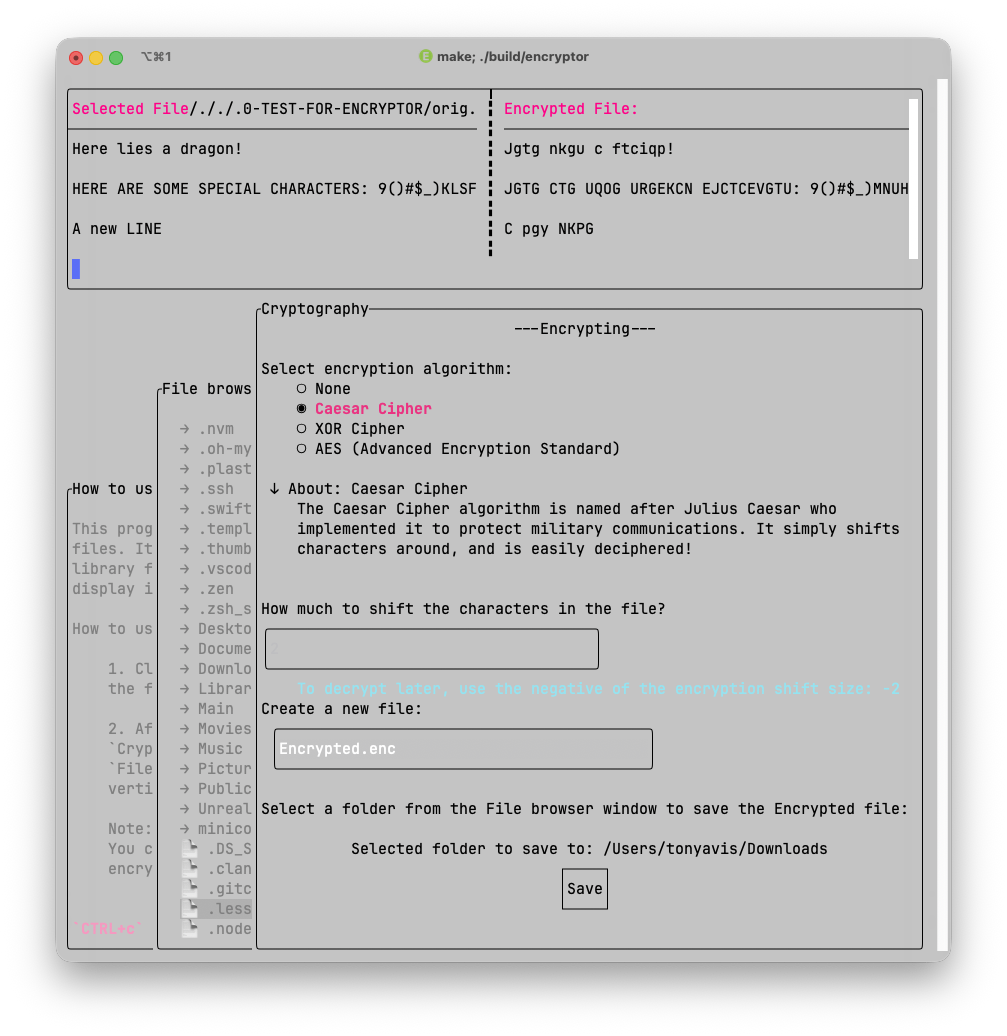 ⌥⌘1
E make; ./build/encryptor
Selected File/././.0-TEST-FOR-ENCRYPTOR/orig.
Here lies a dragon!
HERE ARE SOME SPECIAL CHARACTERS: 9()#$_)KLSF
A new LINE
Encrypted File:
Jgtg nkgu c ftciqp!
JGTG CTG UQOG URGEKCN EJCTCEVGTU: 9()#$_)MNUH
C pgy NKPG
How to us
This prog
files. It
library f
display i
How to us
1. Cl
the f
2. Af
`Cryp
`File
verti
Note:
You c
encry
`CTRL+c`
File brows
→ .nvm
→ .oh-my
→ .plast
→ .ssh
→ .swift
→ .templ
→ .thumb
→ .vscod
→ .zen
→ .zsh_s
→ Deskto
→ Docume
→ Downlo
→ Librar
→ Main
→ Movies
→ Music
→ Pictur
→ Public
→ Unreal
→ minico
.DS_S
.clan
.gitc
.less
.node
Cryptography
---Encrypting---
Select encryption algorithm:
○ None
◉ Caesar Cipher
○ XOR Cipher
○ AES (Advanced Encryption Standard)
↓ About: Caesar Cipher
The Caesar Cipher algorithm is named after Julius Caesar who
implemented it to protect military communications. It simply shifts
characters around, and is easily deciphered!
How much to shift the characters in the file?
2
To decrypt later, use the negative of the encryption shift size: -2
Create a new file:
Encrypted.enc
Select a folder from the File browser window to save the Encrypted file:
Selected folder to save to: /Users/tonyavis/Downloads
Save